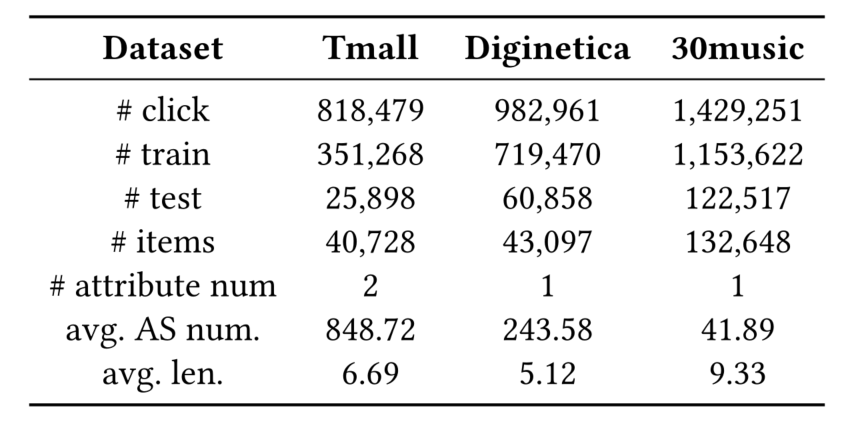 Dataset Tmall Diginetica 30music
# click 818,479 982,961 1,429,251
# train 351,268 719,470 1,153,622
# test 25,898 60,858 122,517
# items 40,728 43,097 132,648
# attribute num 2 1 1
avg. AS num. 848.72 243.58 41.89
avg. len. 6.69 5.12 9.33